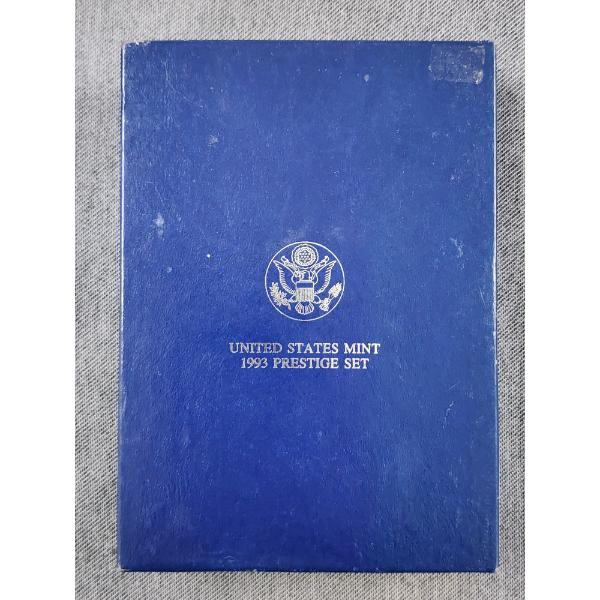 UNITED STATES MINT
1993 PRESTIGE SET